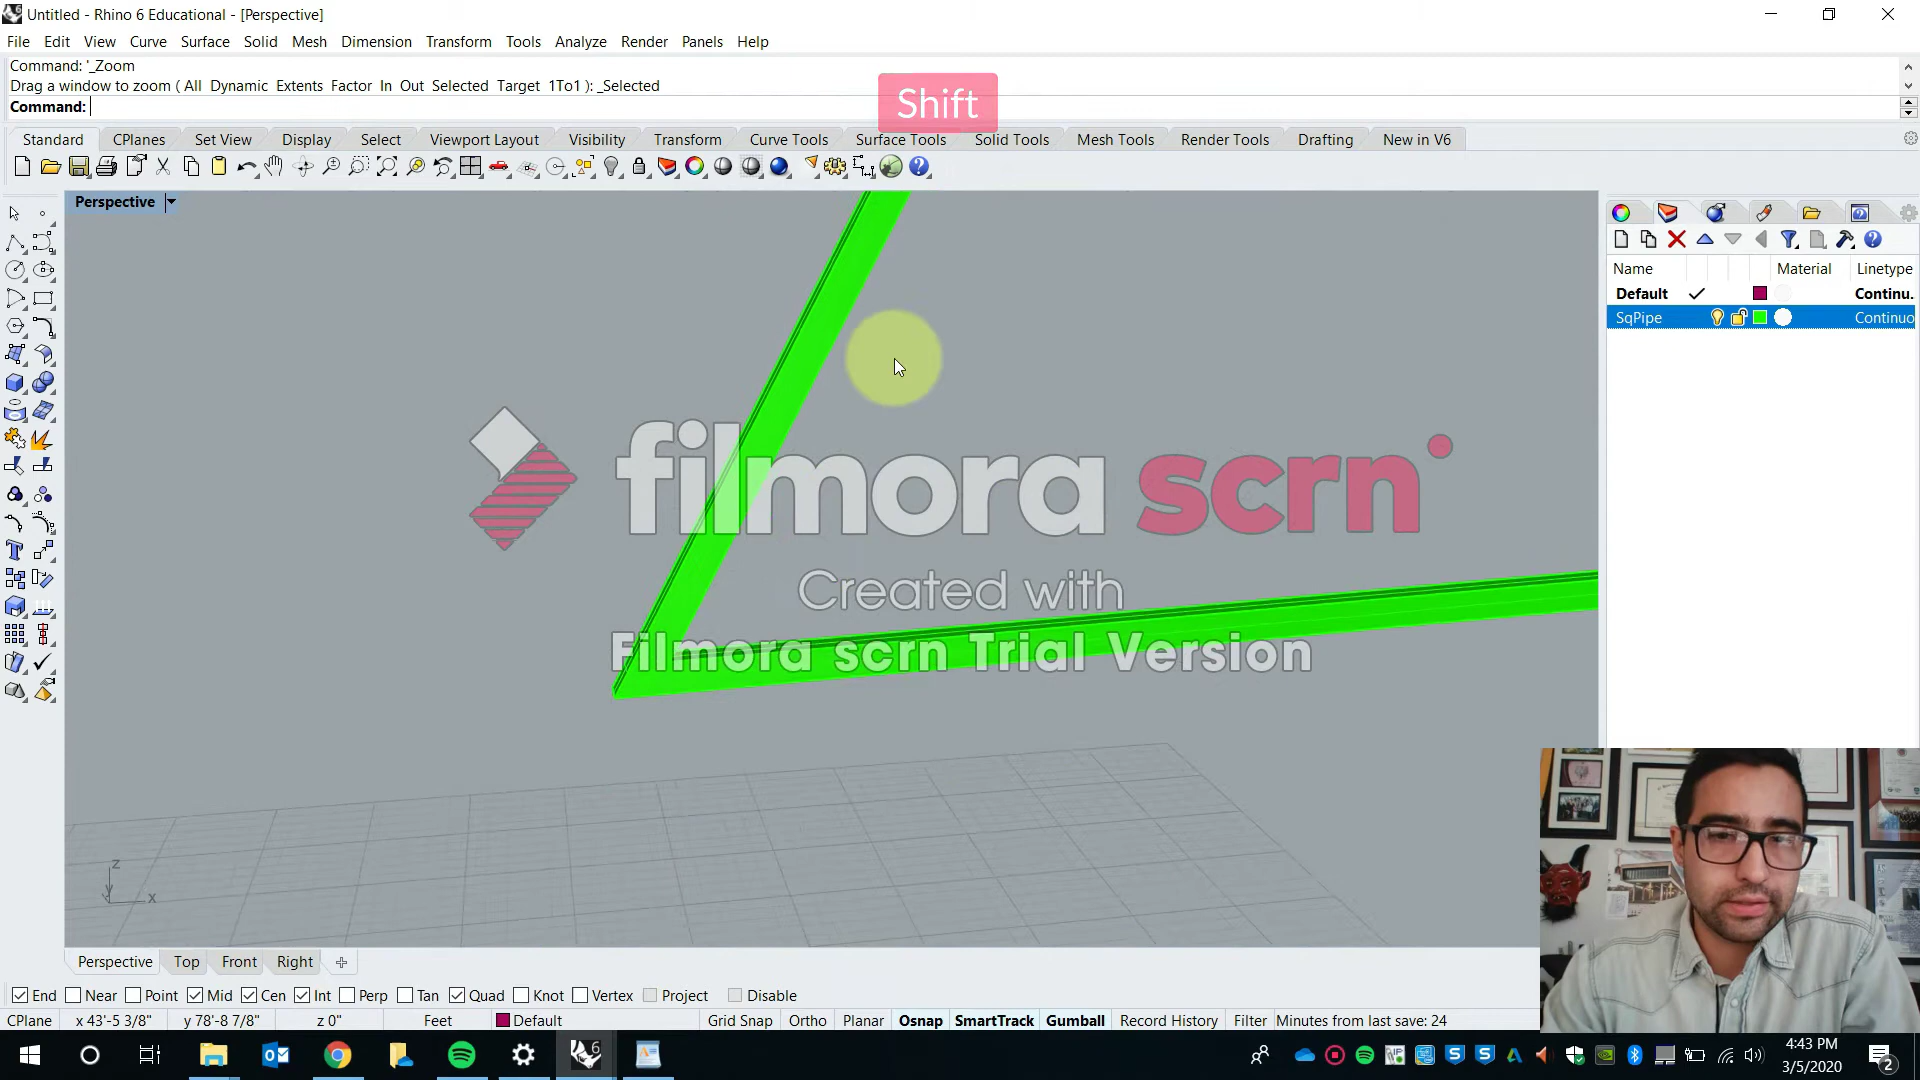 Untitled - Rhino 6 Educational - [Perspective]
File Edit View Curve Surface Solid Mesh Dimension Transform Tools Analyze Render Panels Help
Command: '_Zoom
Drag a window to zoom ( All Dynamic Extents Factor In Out Selected Target 1To1 ): _Selected
Command:
Shift
Standard CPlanes Set View Display Select Viewport Layout Visibility Transform Curve Tools Surface Tools Solid Tools Mesh Tools Render Tools Drafting New in V6
Perspective
Name Material Linetype
Default Continu.
SqPipe Continuo
filmora scrn
Created with
Filmora scrn Trial Version
z
y
x
Perspective Top Front Right
End Near Point Mid Cen Int Perp Tan Quad Knot Vertex Project Disable
CPlane x 43'-5 3/8" y 78'-8 7/8" z 0" Feet Default Grid Snap Ortho Planar Osnap SmartTrack Gumball Record History Filter Minutes from last save: 24
4:43 PM
3/5/2020
2